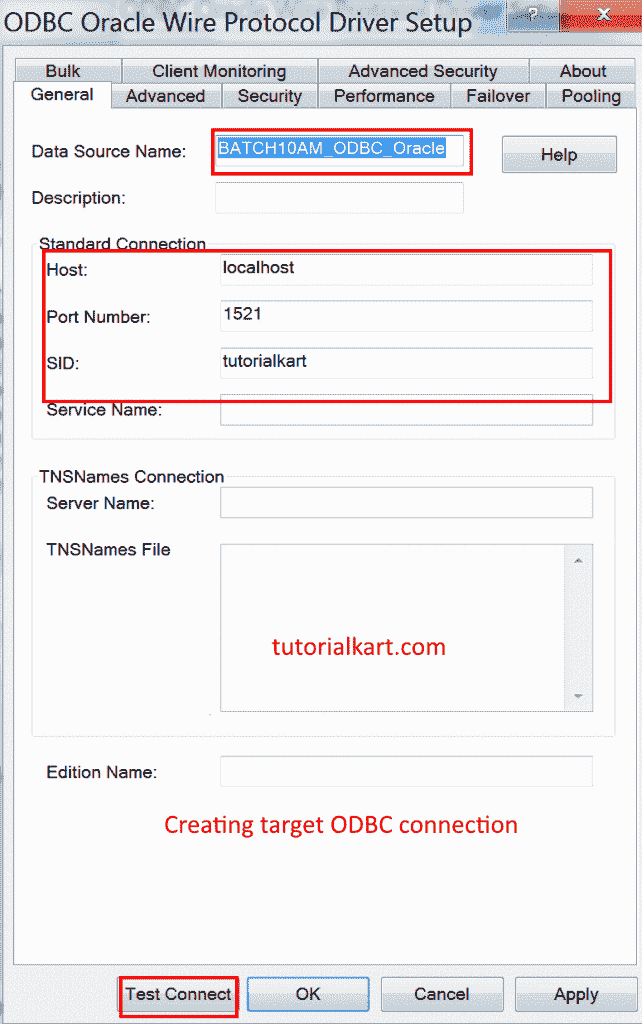 ODBC Oracle Wire Protocol Driver Setup
?
X
Bulk Client Monitoring Advanced Security About
General Advanced Security Performance Failover Pooling
Data Source Name: BATCH10AM_ODBC_Oracle Help
Description:
Standard Connection
Host: localhost
Port Number: 1521
SID: tutorialkart
Service Name:
TNSNames Connection
Server Name:
TNSNames File
tutorialkart.com
Edition Name:
Creating target ODBC connection
Test Connect OK Cancel Apply